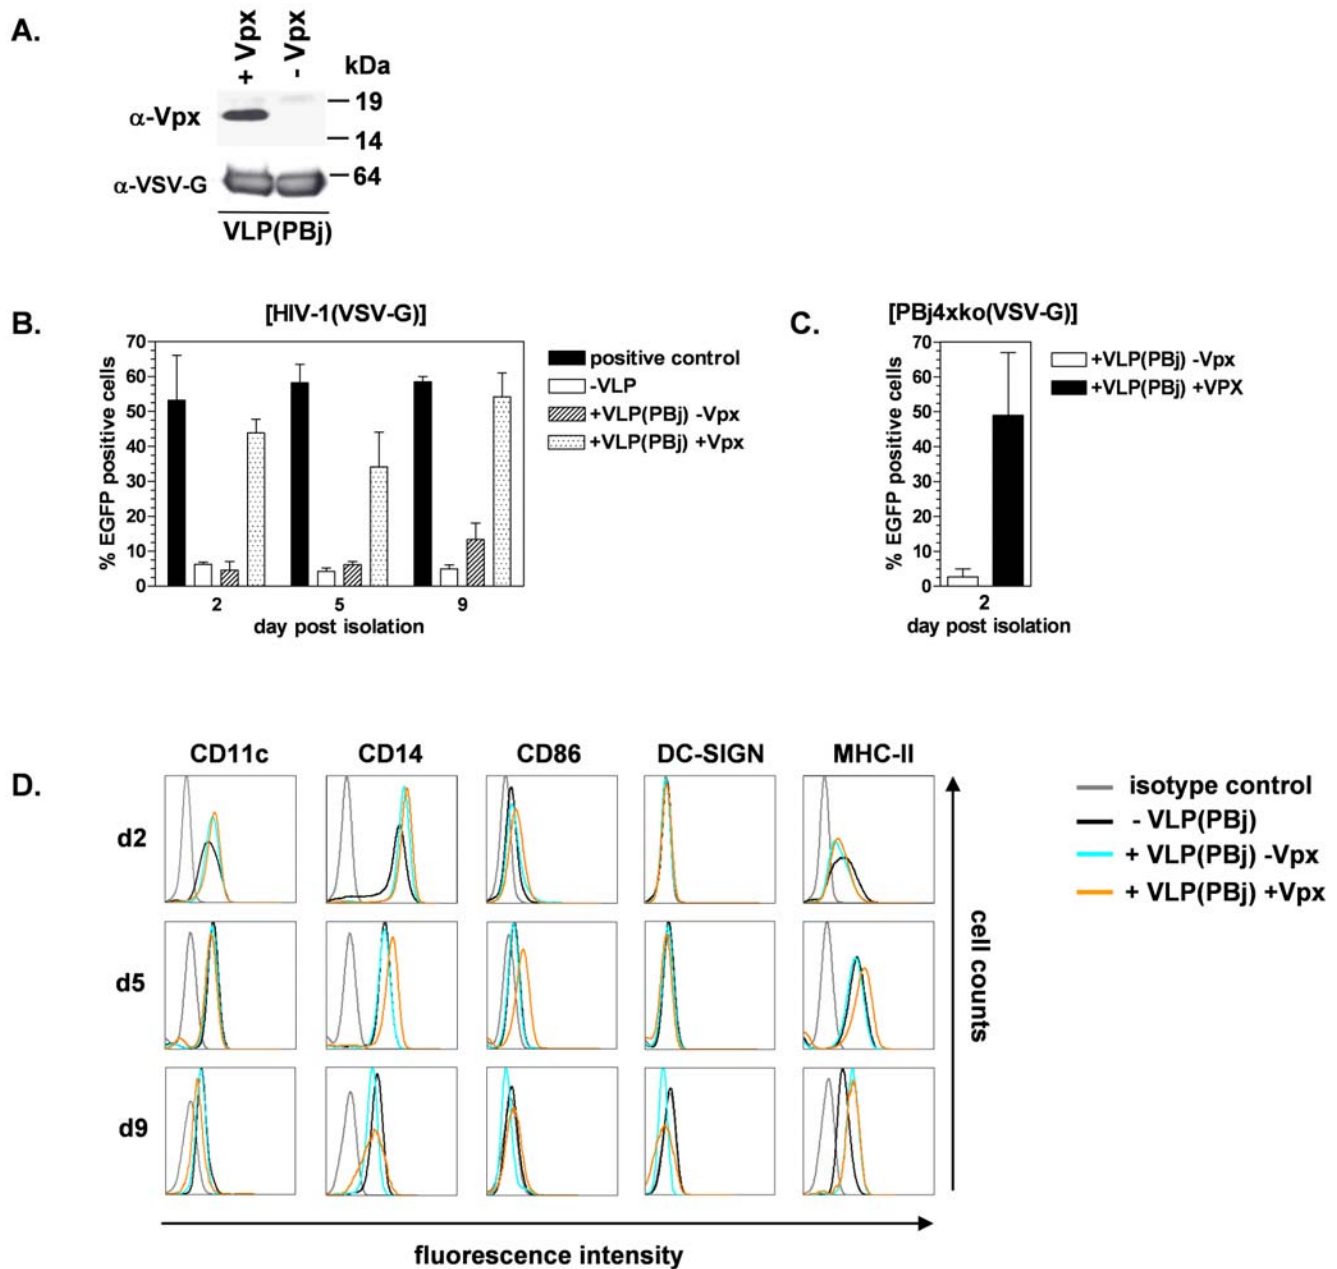 A.
+ Vpx
- Vpx
kDa
α-Vpx
19
14
α-VSV-G
64
VLP(PBj)
B.
[HIV-1(VSV-G)]
% EGFP positive cells
70
60
50
40
30
20
10
0
2
5
9
day post isolation
positive control
-VLP
+VLP(PBj) -Vpx
+VLP(PBj) +Vpx
C.
[PBj4xko(VSV-G)]
% EGFP positive cells
70
60
50
40
30
20
10
0
2
day post isolation
+VLP(PBj) -Vpx
+VLP(PBj) +VPX
D.
CD11c CD14 CD86 DC-SIGN MHC-II
d2
d5
d9
cell counts
fluorescence intensity
isotype control
- VLP(PBj)
+ VLP(PBj) -Vpx
+ VLP(PBj) +Vpx